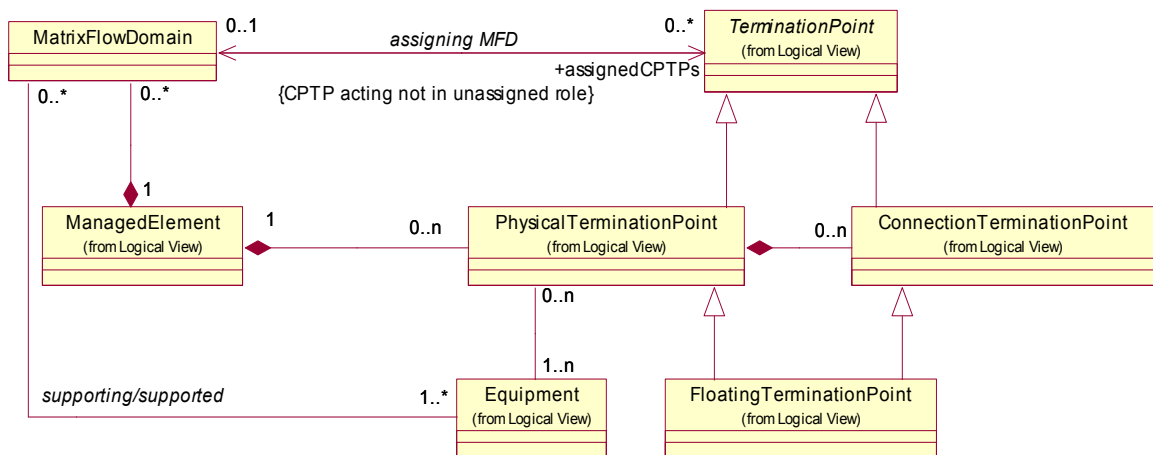 MatrixFlowDomain
0..1
assigning MFD
0..*
TerminationPoint
(from Logical View)
+assignedCPTPs
{CPTP acting not in unassigned role}
0..*
0..*
1
ManagedElement
(from Logical View)
1
0..n
PhysicalTerminationPoint
(from Logical View)
0..n
ConnectionTerminationPoint
(from Logical View)
0..n
1..n
supporting/supported
1..*
Equipment
(from Logical View)
FloatingTerminationPoint
(from Logical View)